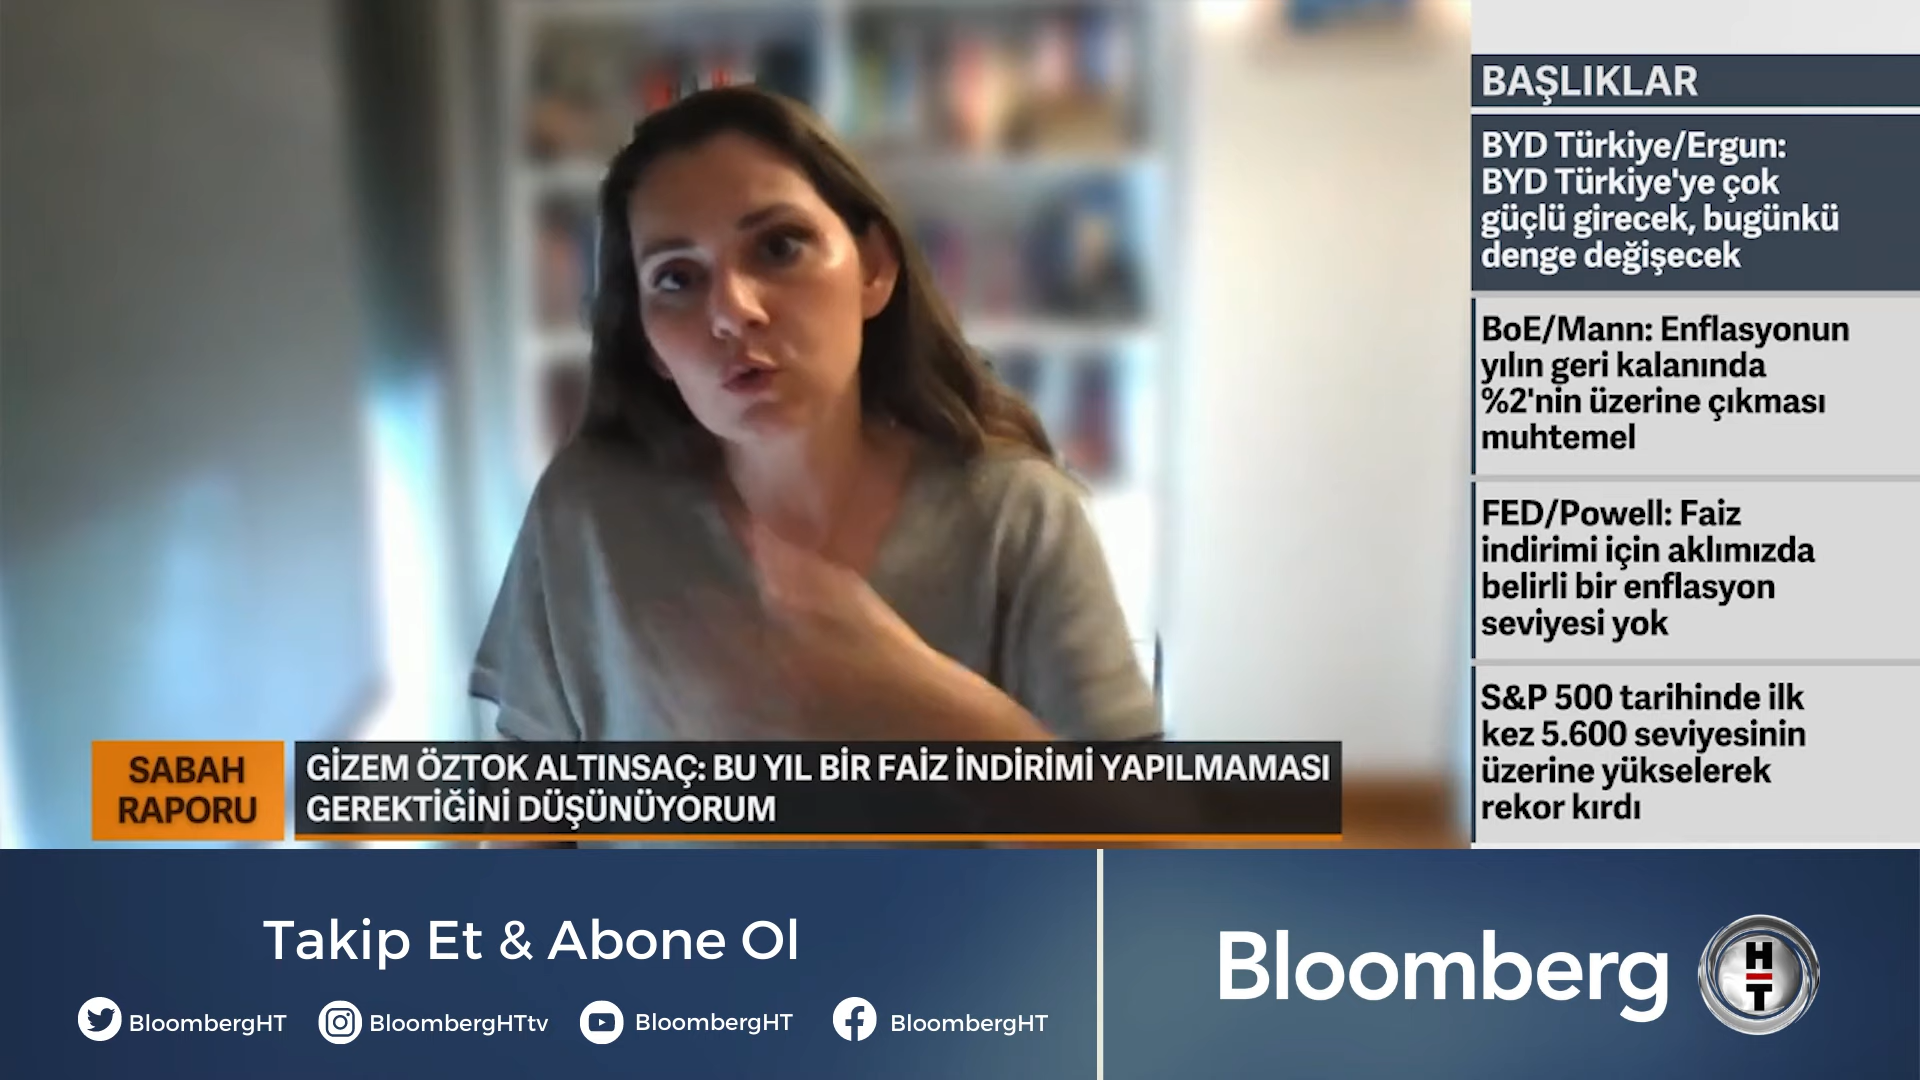 BAŞLIKLAR
BYD Türkiye/Ergun:
BYD Türkiye'ye çok
güçlü girecek, bugünkü
denge değişecek
BoE/Mann: Enflasyonun
yılın geri kalanında
%2'nin üzerine çıkması
muhtemel
FED/Powell: Faiz
indirimi için aklımızda
belirli bir enflasyon
seviyesi yok
S&P 500 tarihinde ilk
kez 5.600 seviyesinin
üzerine yükselerek
rekor kırdı
SABAH
RAPORU
GİZEM ÖZTOK ALTINSAÇ: BU YIL BİR FAİZ İNDİRİMİ YAPILMAMASI
GEREKTİĞİNİ DÜŞÜNÜYORUM
Takip Et & Abone Ol
BloombergHT
BloombergHTtv
BloombergHT
BloombergHT
Bloomberg
H
T